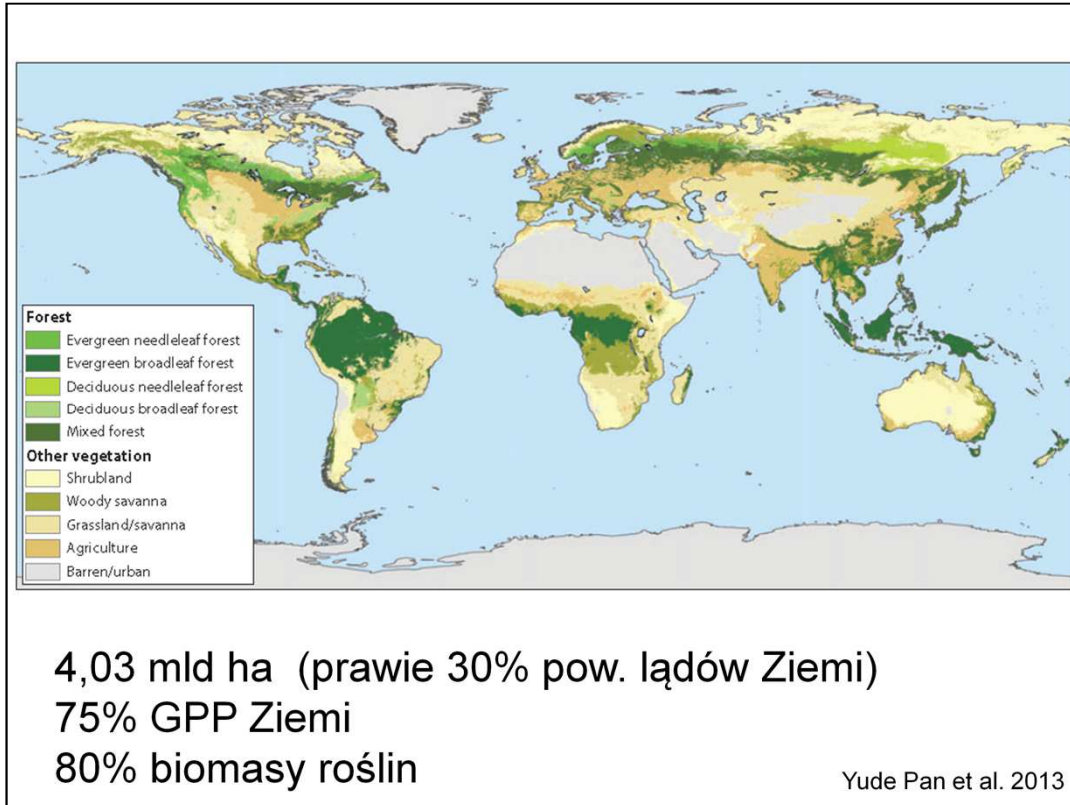 Forest
Evergreen needleleaf forest
Evergreen broadleaf forest
Deciduous needleleaf forest
Deciduous broadleaf forest
Mixed forest
Other vegetation
Shrubland
Woody savanna
Grassland/savanna
Agriculture
Barren/urban
4,03 mld ha (prawie 30% pow. lądów Ziemi)
75% GPP Ziemi
80% biomasy roślin
Yude Pan et al. 2013